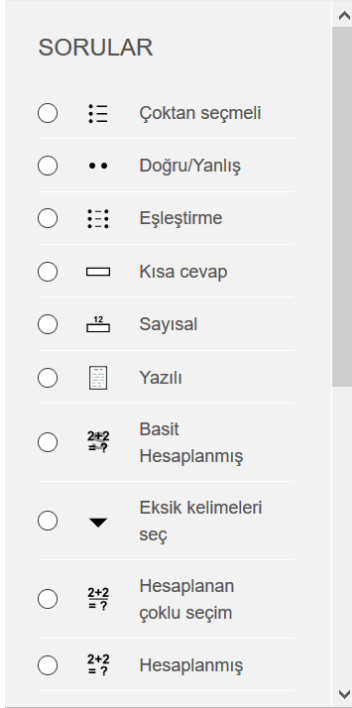 SORULAR
Çoktan seçmeli
Doğru/Yanlış
Eşleştirme
Kısa cevap
12
Sayısal
Yazılı
2+2
= ?
Basit
Hesaplanmış
Eksik kelimeleri
seç
2+2
= ?
Hesaplanan
çoklu seçim
2+2
= ?
Hesaplanmış